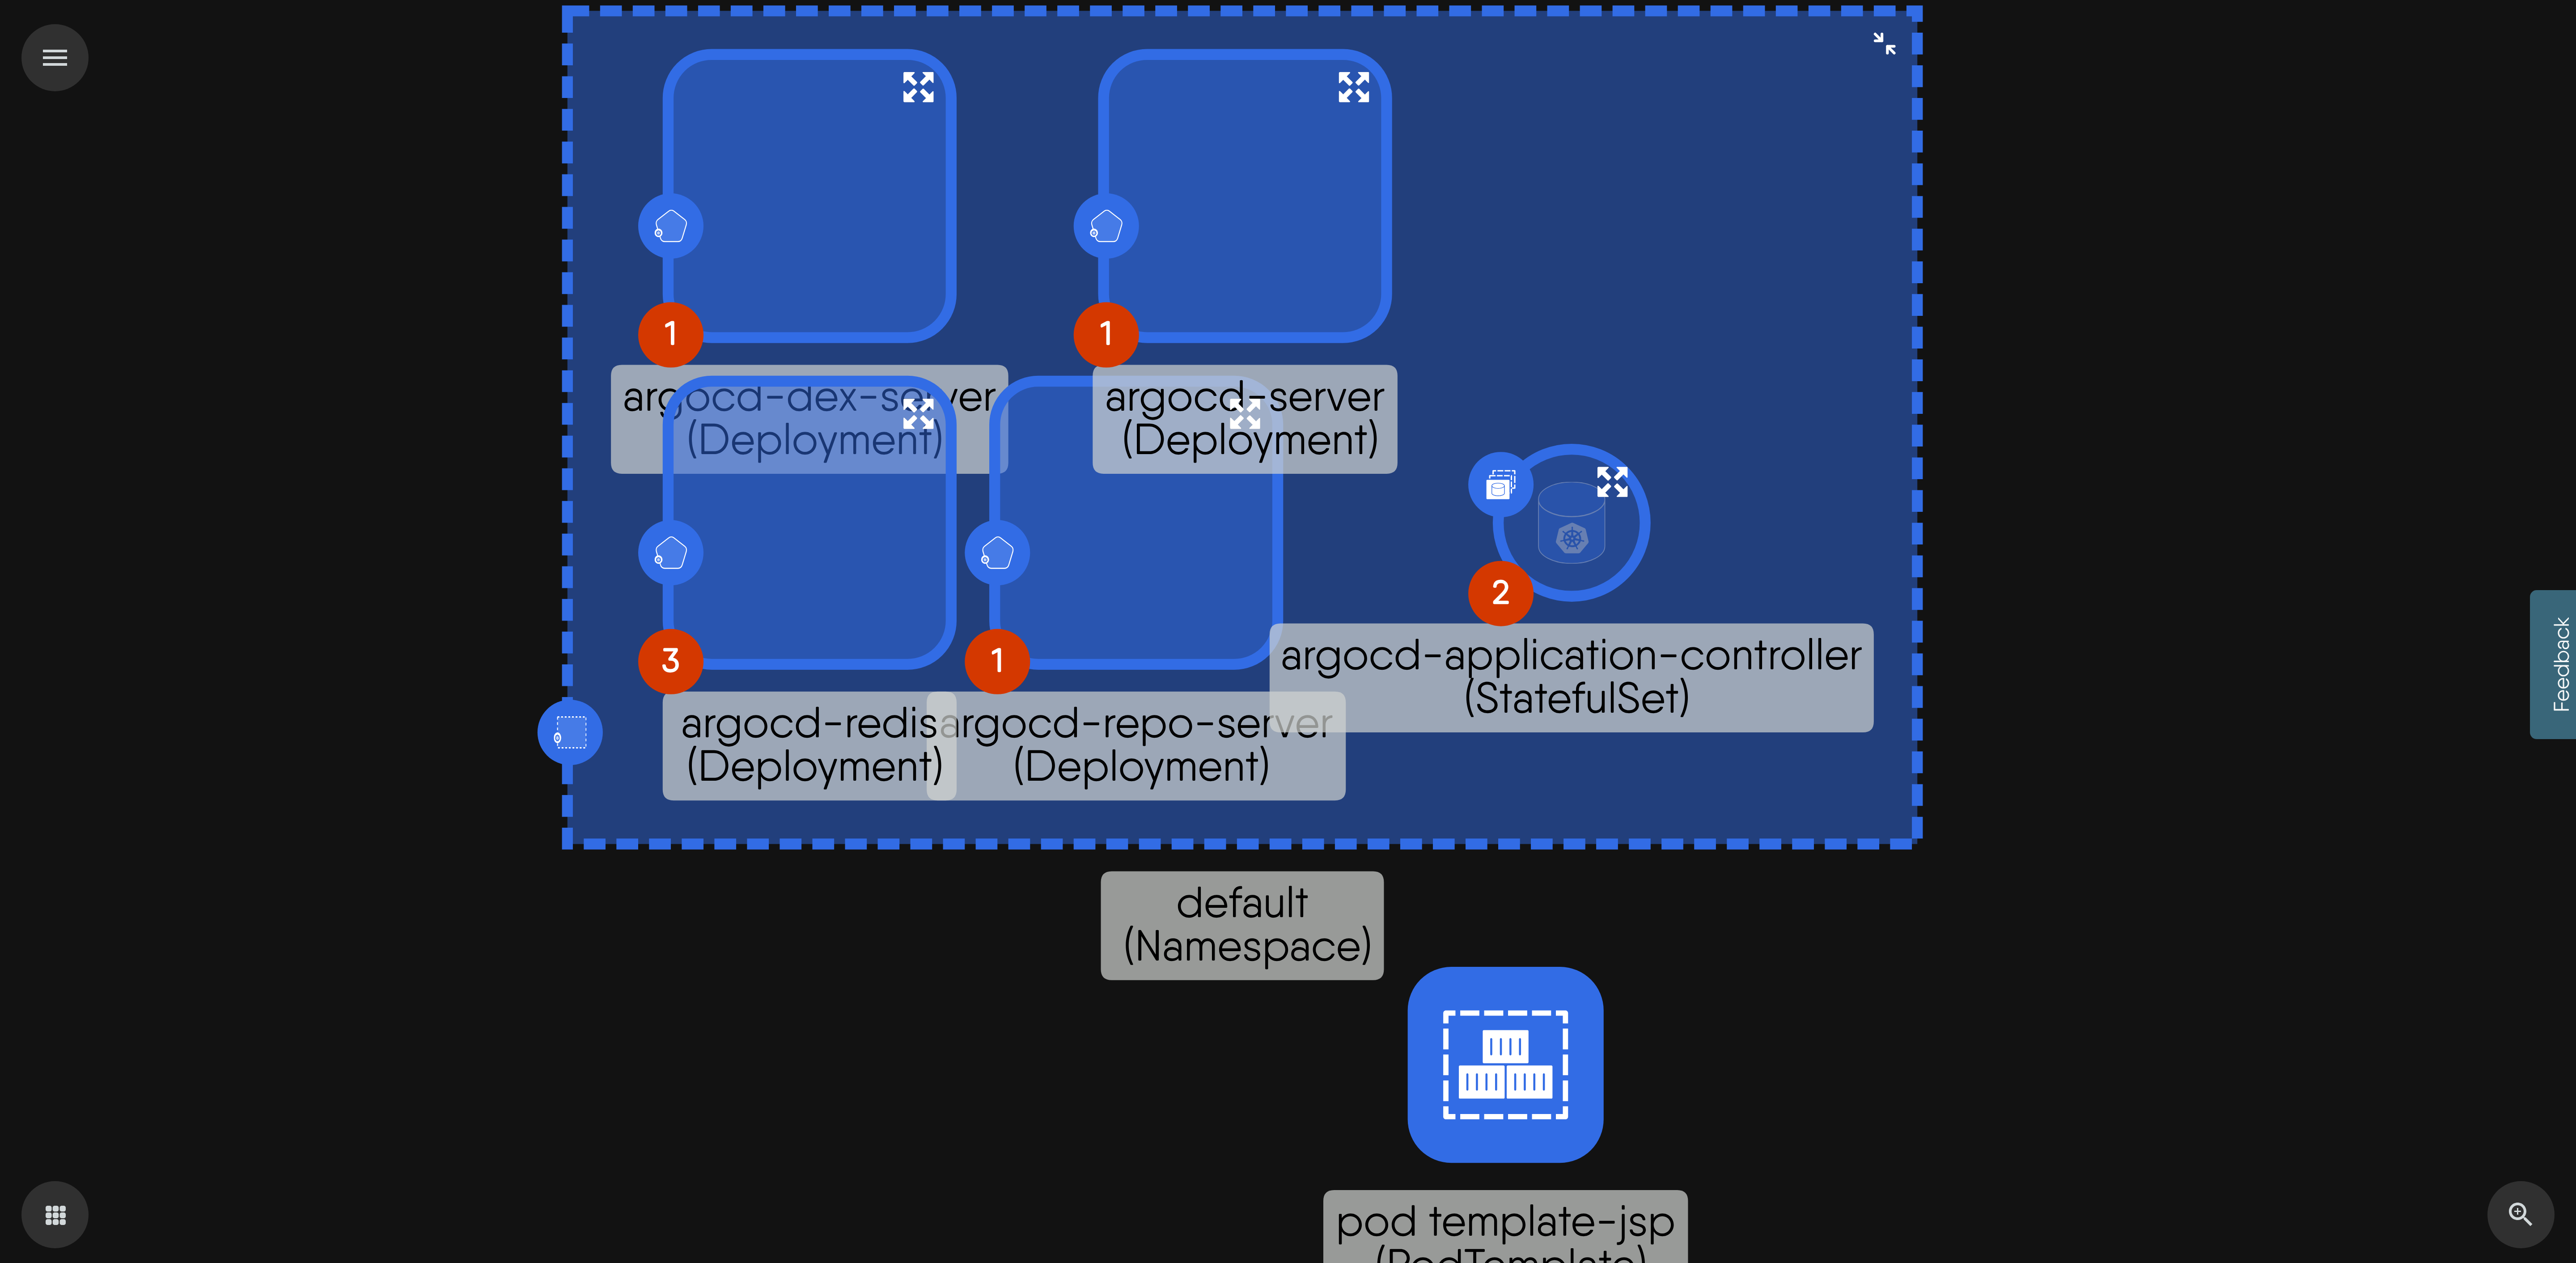 1
1
argocd-dex-server
(Deployment)
argocd-server
(Deployment)
3
1
2
argocd-application-controller
(StatefulSet)
argocd-redis
(Deployment)
argocd-repo-server
(Deployment)
default
(Namespace)
pod template-jsp
(PodTemplate)
Feedback